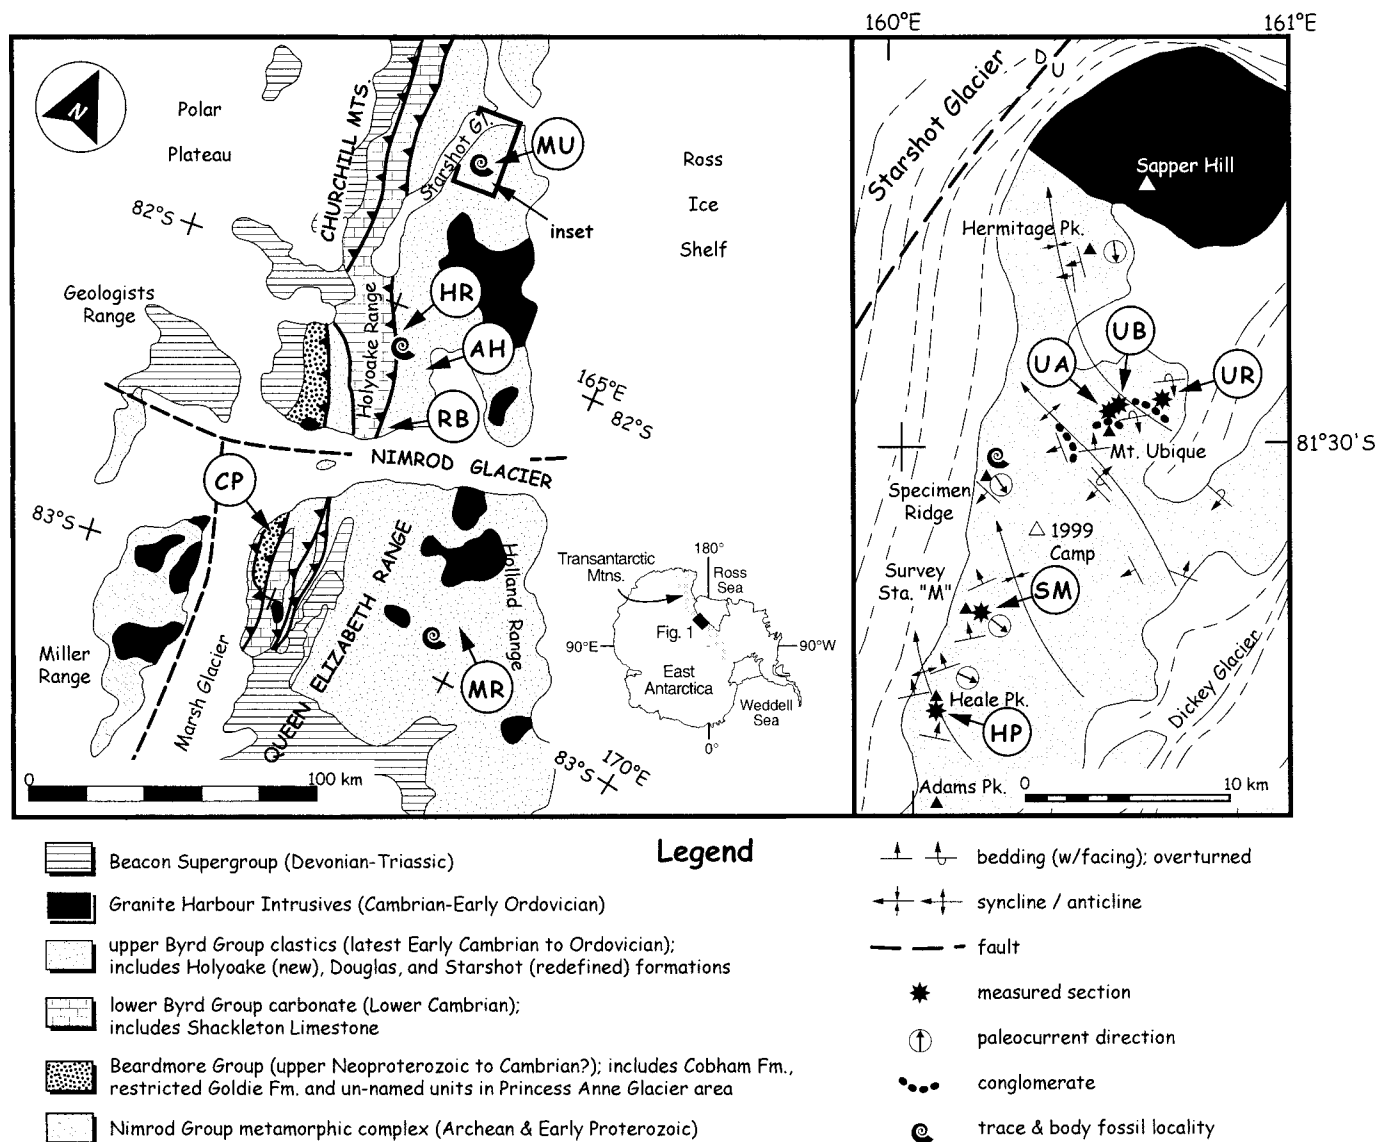 160°E
161°E
N
Polar
Plateau
CHURCHILL MTS.
Starshot Gl.
MU
inset
Ross
Ice
Shelf
82°S
Geologists
Range
Holyoake Range
HR
AH
RB
165°E
82°S
NIMROD GLACIER
CP
83°S
Miller
Range
Marsh Glacier
QUEEN ELIZABETH RANGE
Holland Range
MR
83°S
170°E
0
100 km
Transantarctic
Mtns.
180°
Ross
Sea
Fig. 1
90°E
90°W
East
Antarctica
Weddell
Sea
0°
Starshot Glacier
D
U
Sapper Hill
Hermitage Pk.
UB
UA
UR
Mt. Ubique
81°30'S
Specimen
Ridge
1999
Camp
Survey
Sta. "M"
SM
Heale Pk.
HP
Dickey Glacier
Adams Pk.
0
10 km
Legend
Beacon Supergroup (Devonian-Triassic)
Granite Harbour Intrusives (Cambrian-Early Ordovician)
upper Byrd Group clastics (latest Early Cambrian to Ordovician);
includes Holyoake (new), Douglas, and Starshot (redefined) formations
lower Byrd Group carbonate (Lower Cambrian);
includes Shackleton Limestone
Beardmore Group (upper Neoproterozoic to Cambrian?); includes Cobham Fm.,
restricted Goldie Fm. and un-named units in Princess Anne Glacier area
Nimrod Group metamorphic complex (Archean & Early Proterozoic)
bedding (w/facing); overturned
syncline / anticline
fault
measured section
paleocurrent direction
conglomerate
trace & body fossil locality